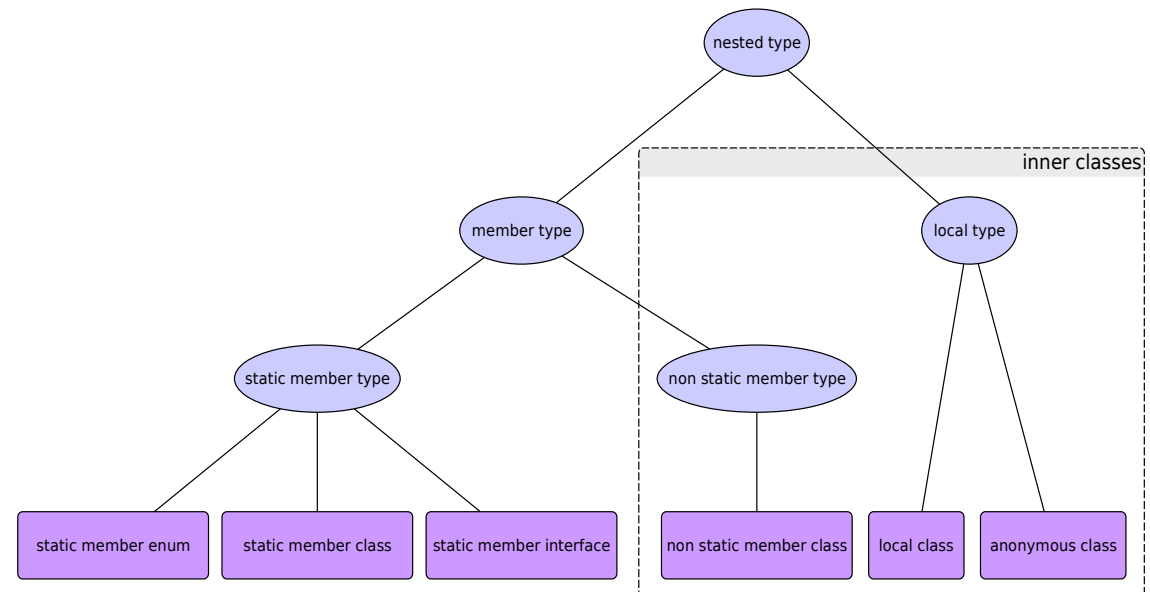 nested type
inner classes
member type
local type
static member type
non static member type
static member enum
static member class
static member interface
non static member class
local class
anonymous class